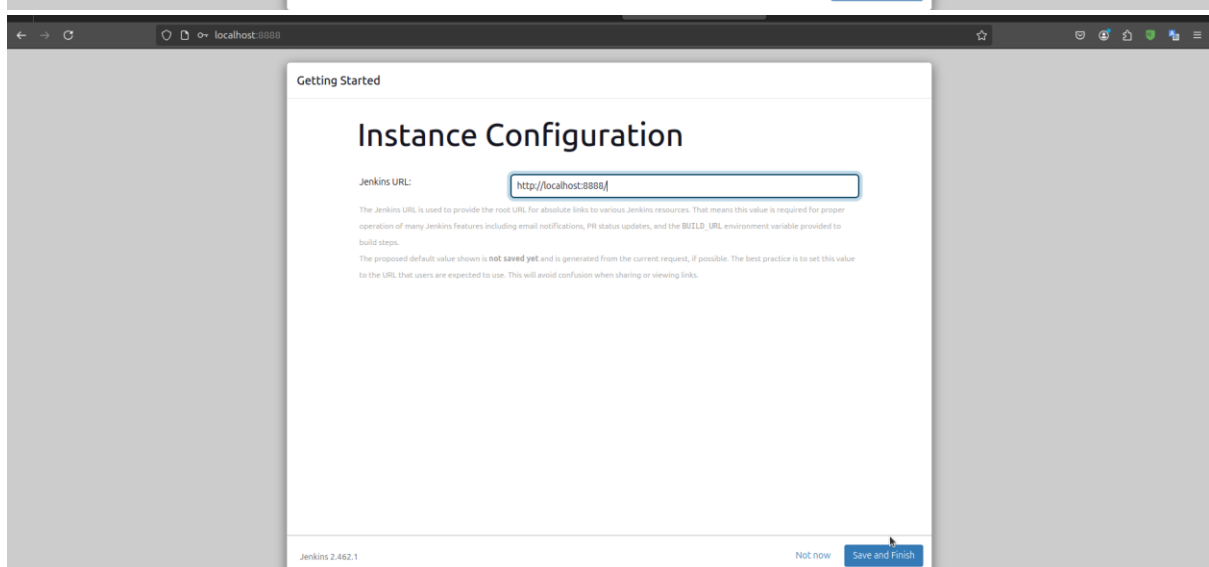 localhost:8888
Getting Started
Instance Configuration
Jenkins URL:
http://localhost:8888/
The Jenkins URL is used to provide the root URL for absolute links to various Jenkins resources. That means this value is required for proper
operation of many Jenkins features including email notifications, PR status updates, and the BUILD_URL environment variable provided to
build steps.
The proposed default value shown is not saved yet and is generated from the current request, if possible. The best practice is to set this value
to the URL that users are expected to use. This will avoid confusion when sharing or viewing links.
Jenkins 2.462.1
Not now
Save and Finish